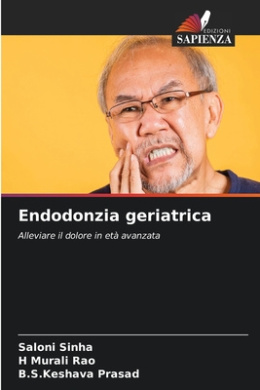 EDIZIONI
SAPIENZA
Endodonzia geriatrica
Alleviare il dolore in età avanzata
Saloni Sinha
H Murali Rao
B.S.Keshava Prasad